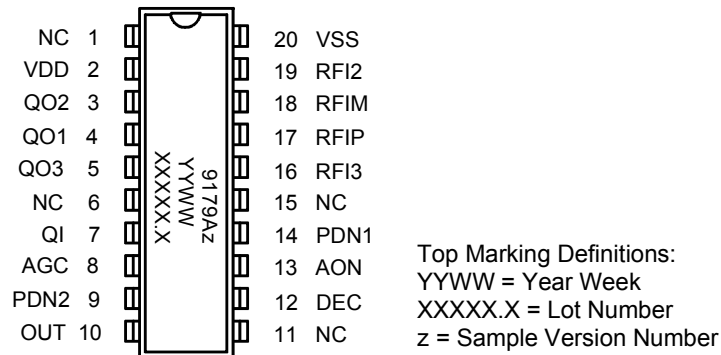 NC 1
VDD 2
QO2 3
QO1 4
QO3 5
NC 6
QI 7
AGC 8
PDN2 9
OUT 10
9179Az
YYWW
XXXXX.X
20 VSS
19 RFI2
18 RFIM
17 RFIP
16 RFI3
15 NC
14 PDN1
13 AON
12 DEC
11 NC
Top Marking Definitions:
YYWW = Year Week
XXXXX.X = Lot Number
z = Sample Version Number